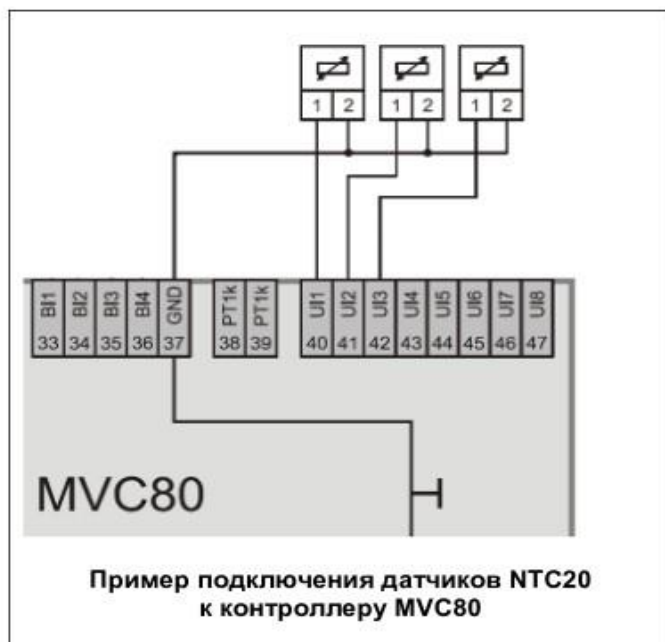 1 2 1 2 1 2
BI1 BI2 BI3 BI4 GND PT1k PT1k UI1 UI2 UI3 UI4 UI5 UI6 UI7 UI8
33 34 35 36 37 38 39 40 41 42 43 44 45 46 47
MVC80
Пример подключения датчиков NTC20
к контроллеру MVC80